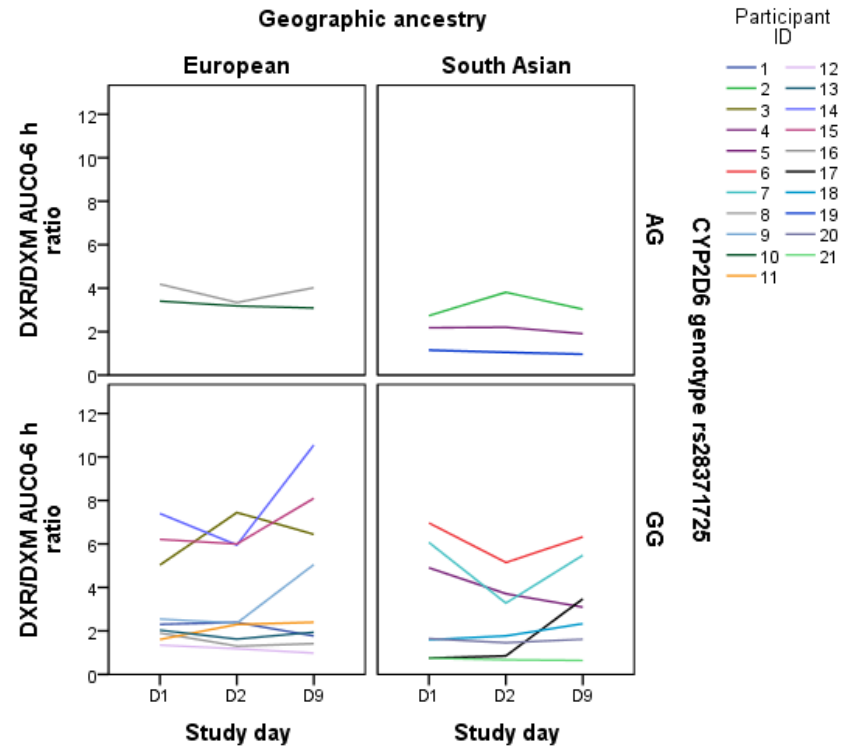 Geographic ancestry
European
South Asian
DXR/DXM AUC0-6 h
ratio
12
10
8
6
4
2
0
AG
DXR/DXM AUC0-6 h
ratio
12
10
8
6
4
2
0
GG
CYP2D6 genotype rs28371725
D1
D2
D9
D1
D2
D9
Study day
Study day
Participant
ID
1
2
3
4
5
6
7
8
9
10
11
12
13
14
15
16
17
18
19
20
21